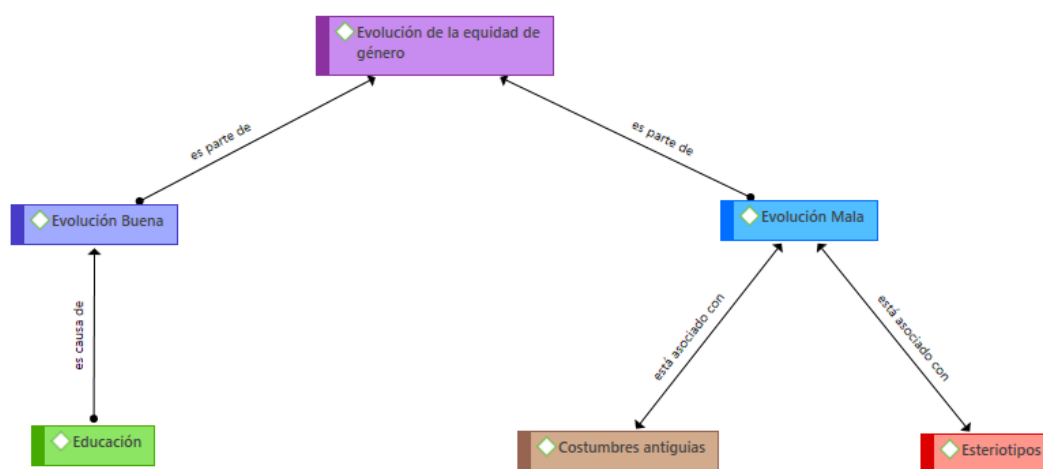 Evolución de la equidad de
género
es parte de
es parte de
Evolución Buena
Evolución Mala
es causa de
está asociado con
está asociado con
Educación
Costumbres antiguias
Esteriotipos